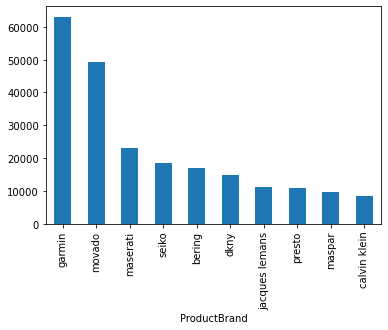 60000
50000
40000
30000
20000
10000
0
garmin
movado
maserati
seiko
bering
dkny
jacques lemans
presto
maspar
calvin klein
ProductBrand